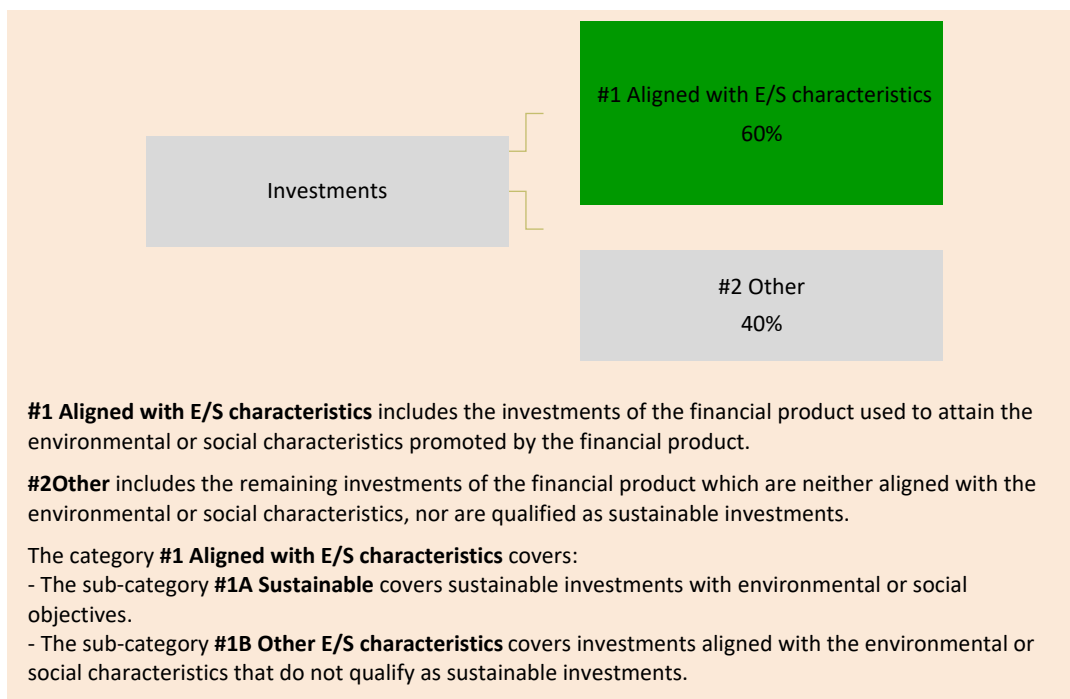 #1 Aligned with E/S characteristics
60%
Investments
#2 Other
40%
#1 Aligned with E/S characteristics includes the investments of the financial product used to attain the
environmental or social characteristics promoted by the financial product.
#2Other includes the remaining investments of the financial product which are neither aligned with the
environmental or social characteristics, nor are qualified as sustainable investments.
The category #1 Aligned with E/S characteristics covers:
- The sub-category #1A Sustainable covers sustainable investments with environmental or social
objectives.
- The sub-category #1B Other E/S characteristics covers investments aligned with the environmental or
social characteristics that do not qualify as sustainable investments.